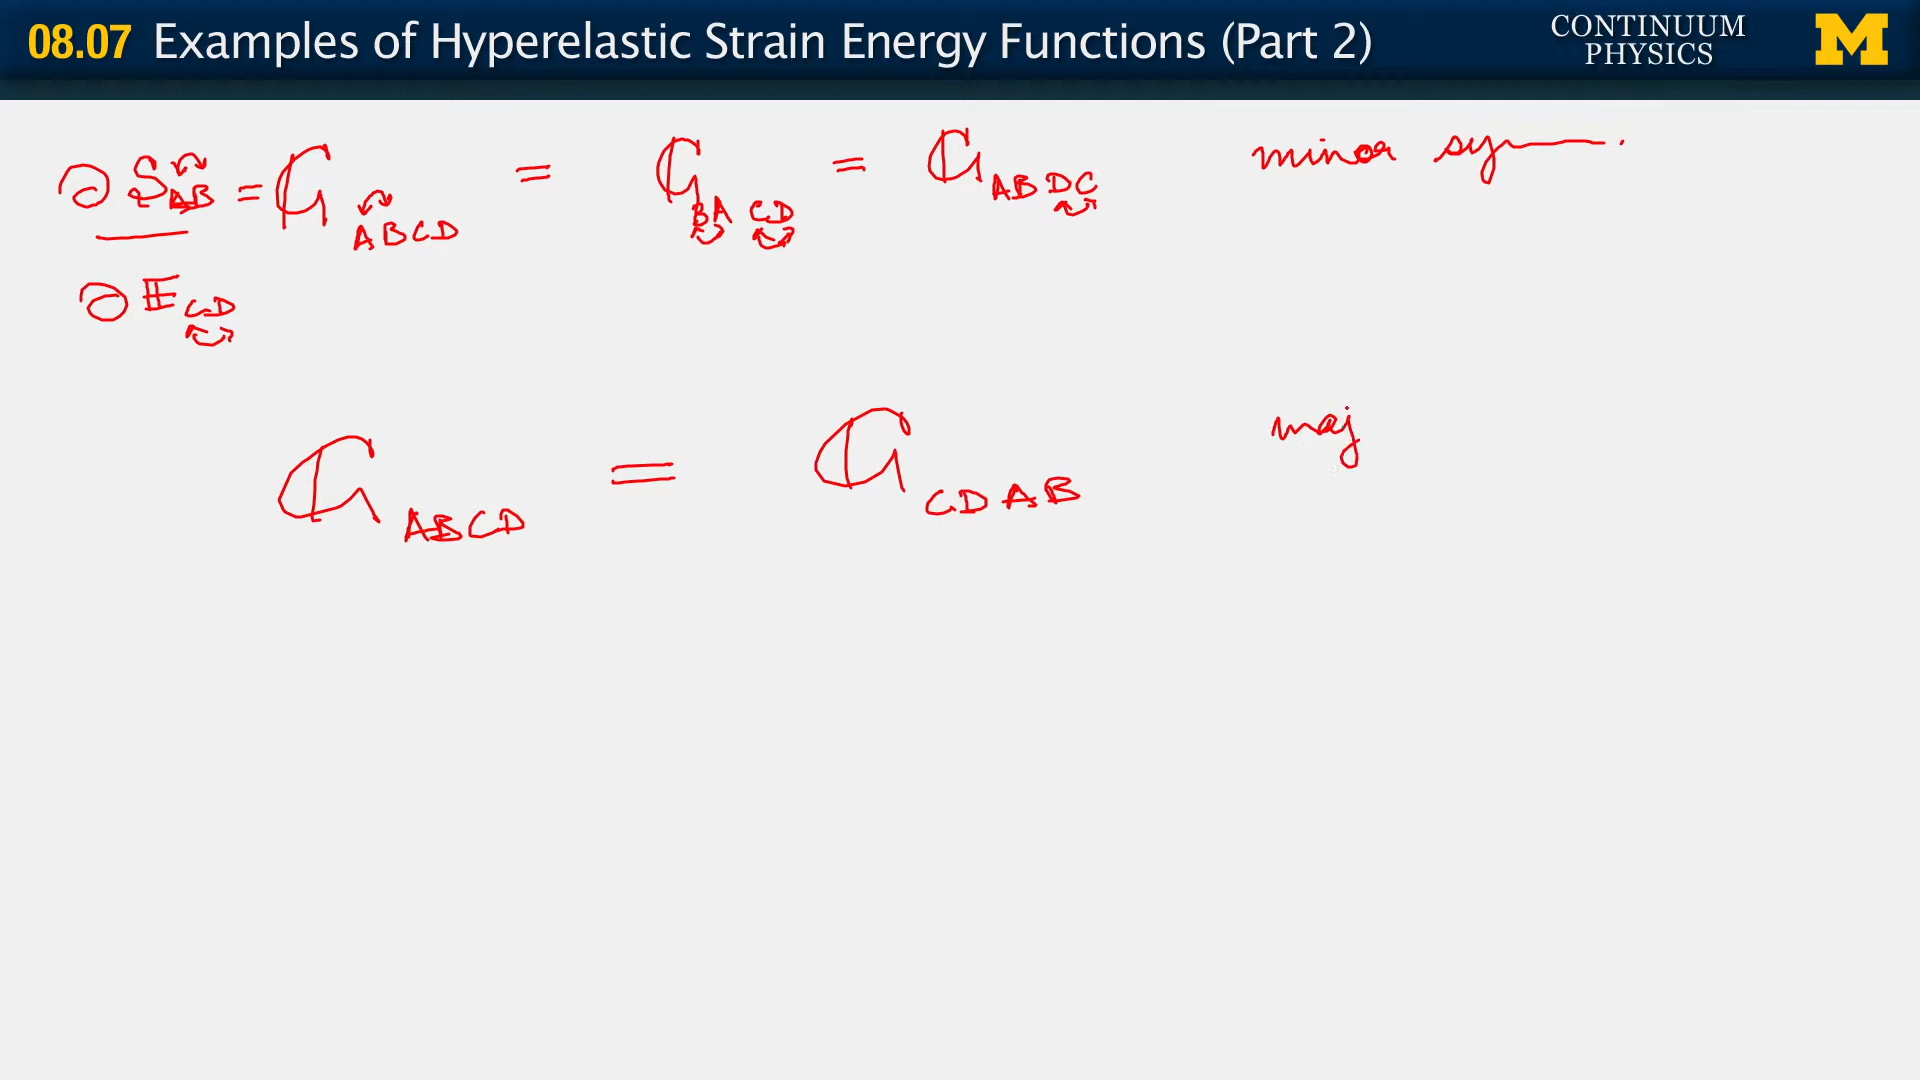 08.07 Examples of Hyperelastic Strain Energy Functions (Part 2)
CONTINUUM
PHYSICS
M
∂S_AB / ∂E_CD = ℂ_ABCD = ℂ_BACD = ℂ_ABDC minor sy
ℂ_ABCD = ℂ_CDAB maj